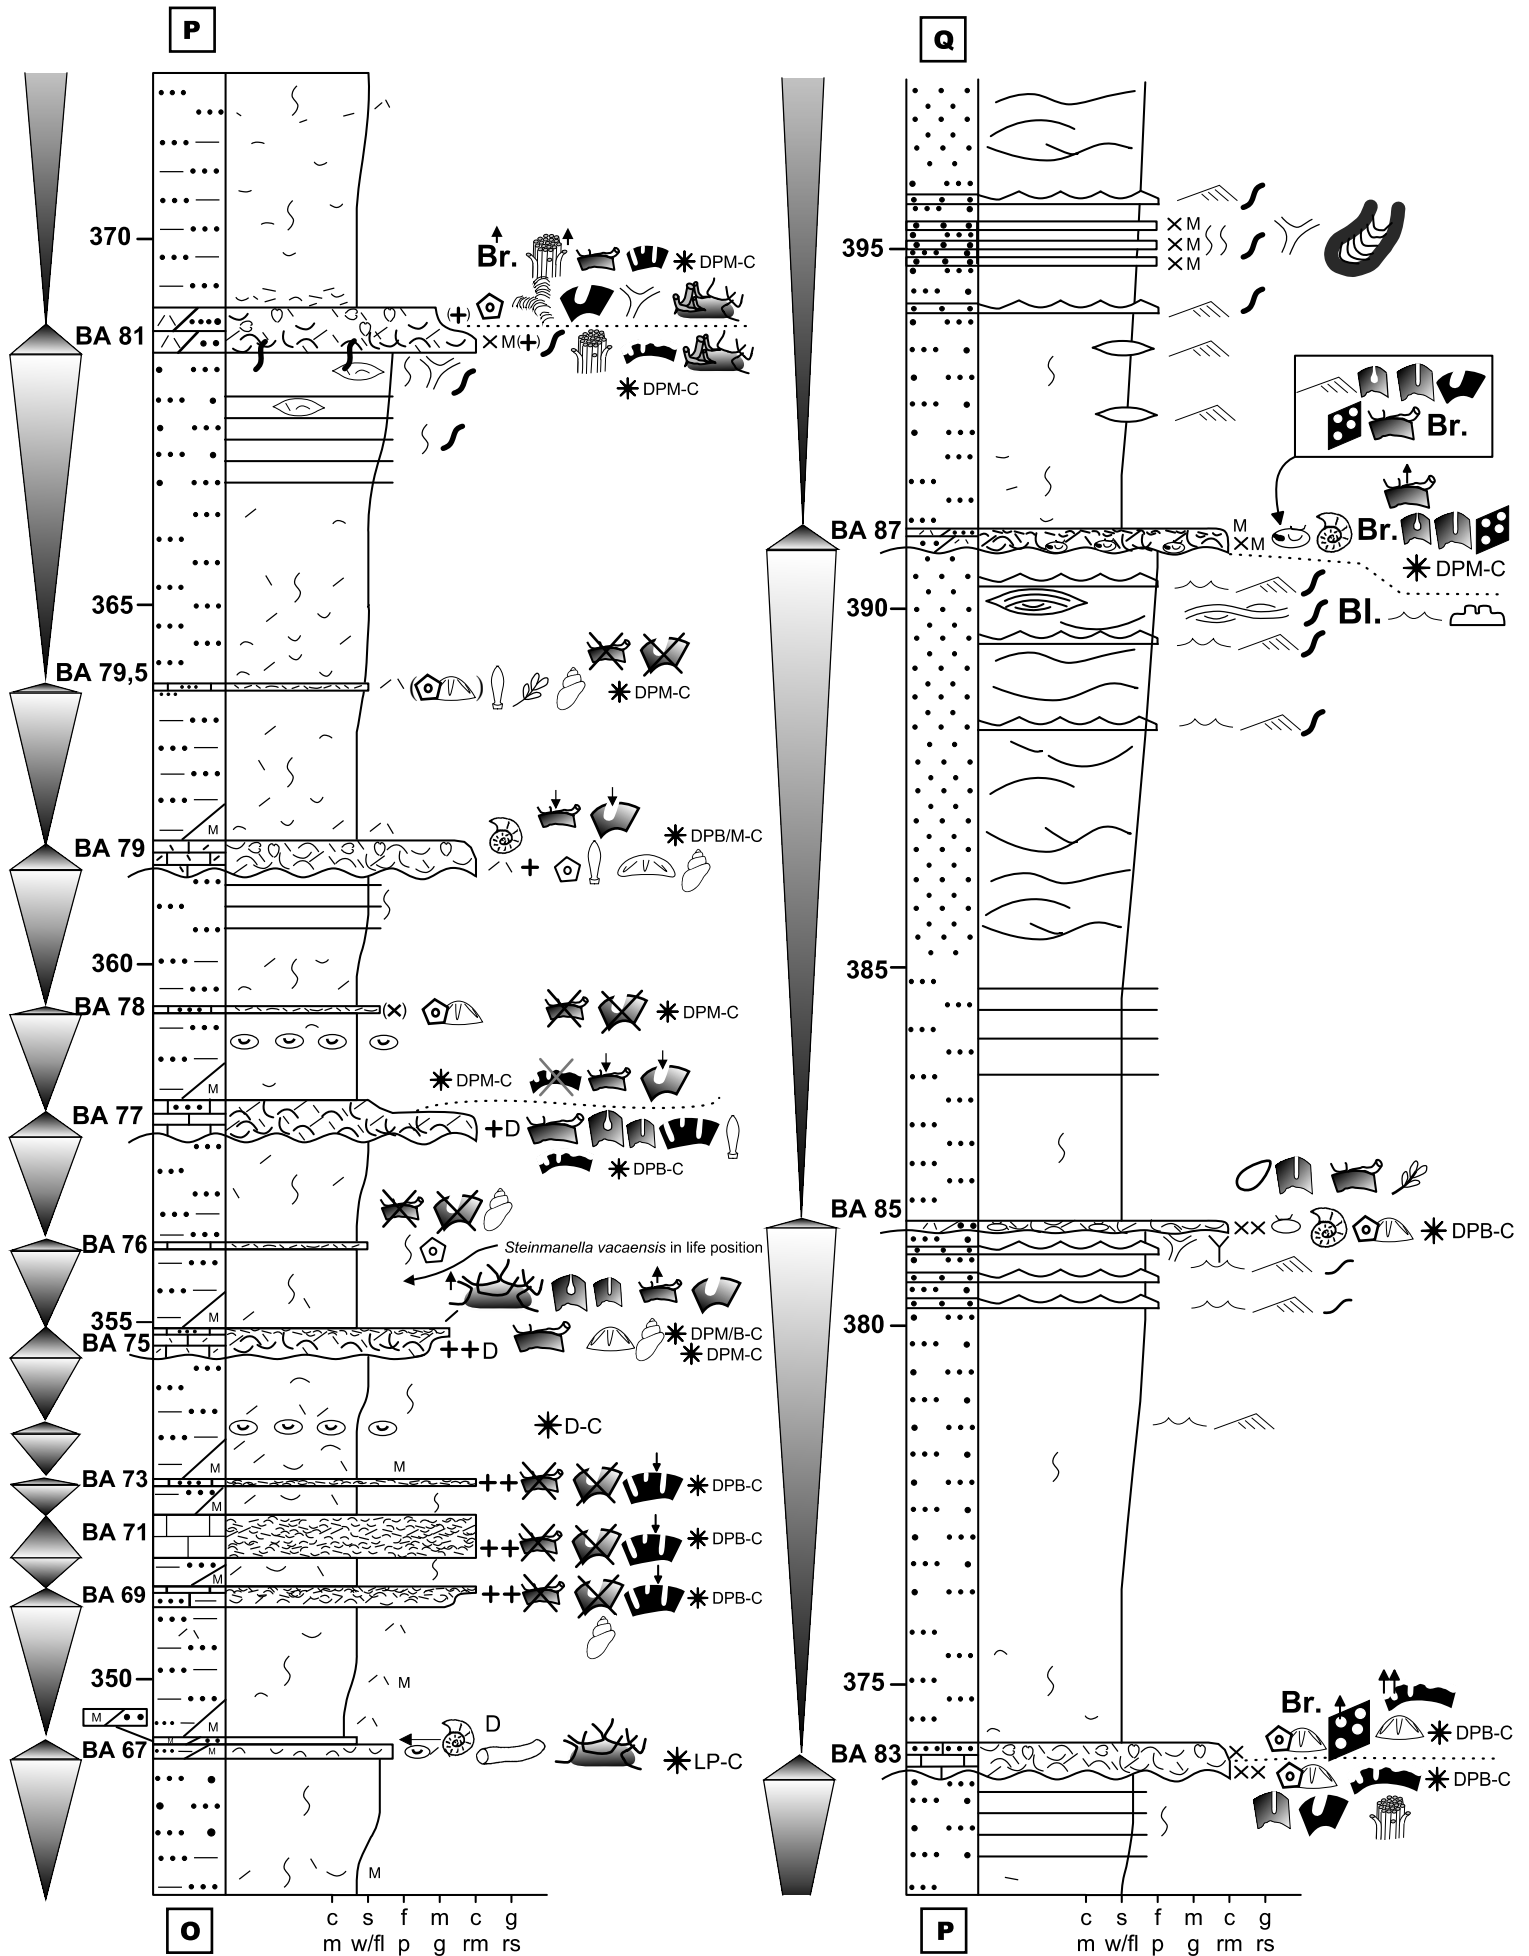 P
370
Br.
DPM-C
(+)
BA 81
×M(+)
DPM-C
365
BA 79,5
( )
DPM-C
M
BA 79
DPB/M-C
+
360
BA 78
(×)
DPM-C
M
DPM-C
BA 77
+D
DPB-C
BA 76
Steinmanella vacaensis in life position
M
355
BA 75
DPM/B-C
++D
DPM-C
D-C
M
M
BA 73
++
DPB-C
M
BA 71
++
DPB-C
M
BA 69
++
DPB-C
350
M
M
M
D
M
BA 67
M
LP-C
M
c s f m c g
m w/fl p g rm rs
O
Q
×M
395
×M
×M
Br.
BA 87
M
×M
Br.
DPM-C
390
Bl.
385
BA 85
××
DPB-C
380
375
Br.
DPB-C
BA 83
×
××
DPB-C
c s f m c g
m w/fl p g rm rs
P